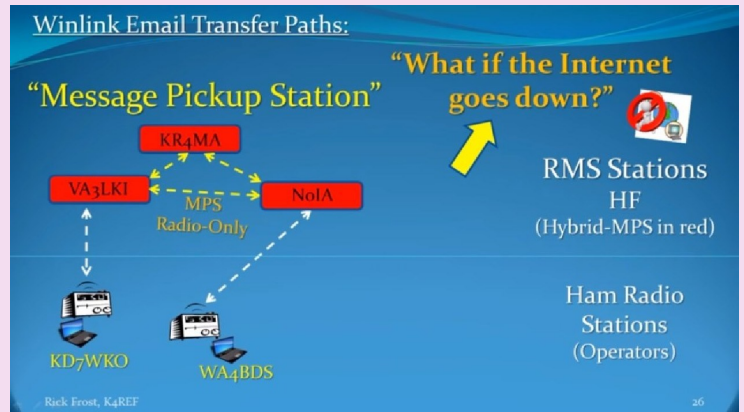 Winlink Email Transfer Paths:
“What if the Internet
goes down?”
“Message Pickup Station”
KR4MA
VA3LKI
N0IA
MPS
Radio-Only
RMS Stations
HF
(Hybrid-MPS in red)
Ham Radio
Stations
(Operators)
KD7WKO
WA4BDS
Rick Frost, K4REF
26